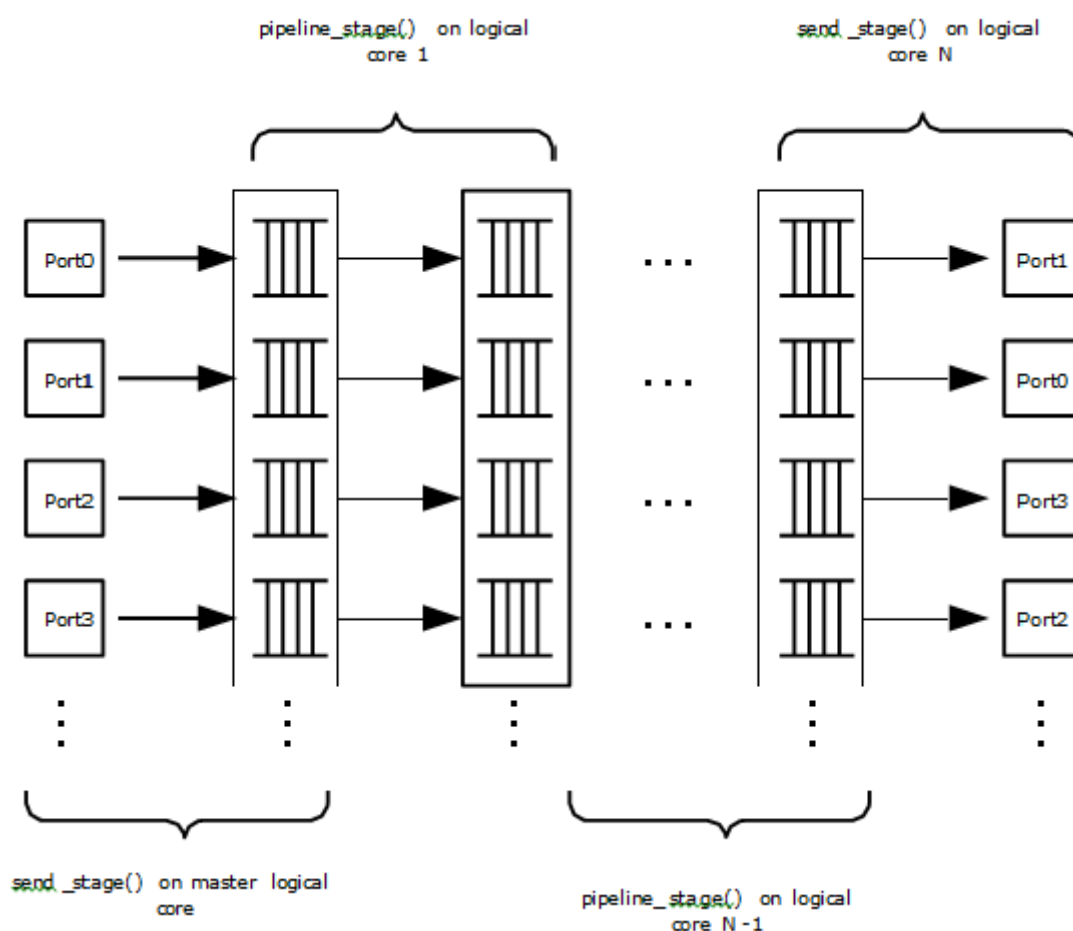 pipeline_stage() on logical
core 1
send _stage() on logical
core N
Port0
Port1
Port1
Port0
Port2
Port3
Port3
Port2
send _stage() on master logical
core
pipeline_stage() on logical
core N-1